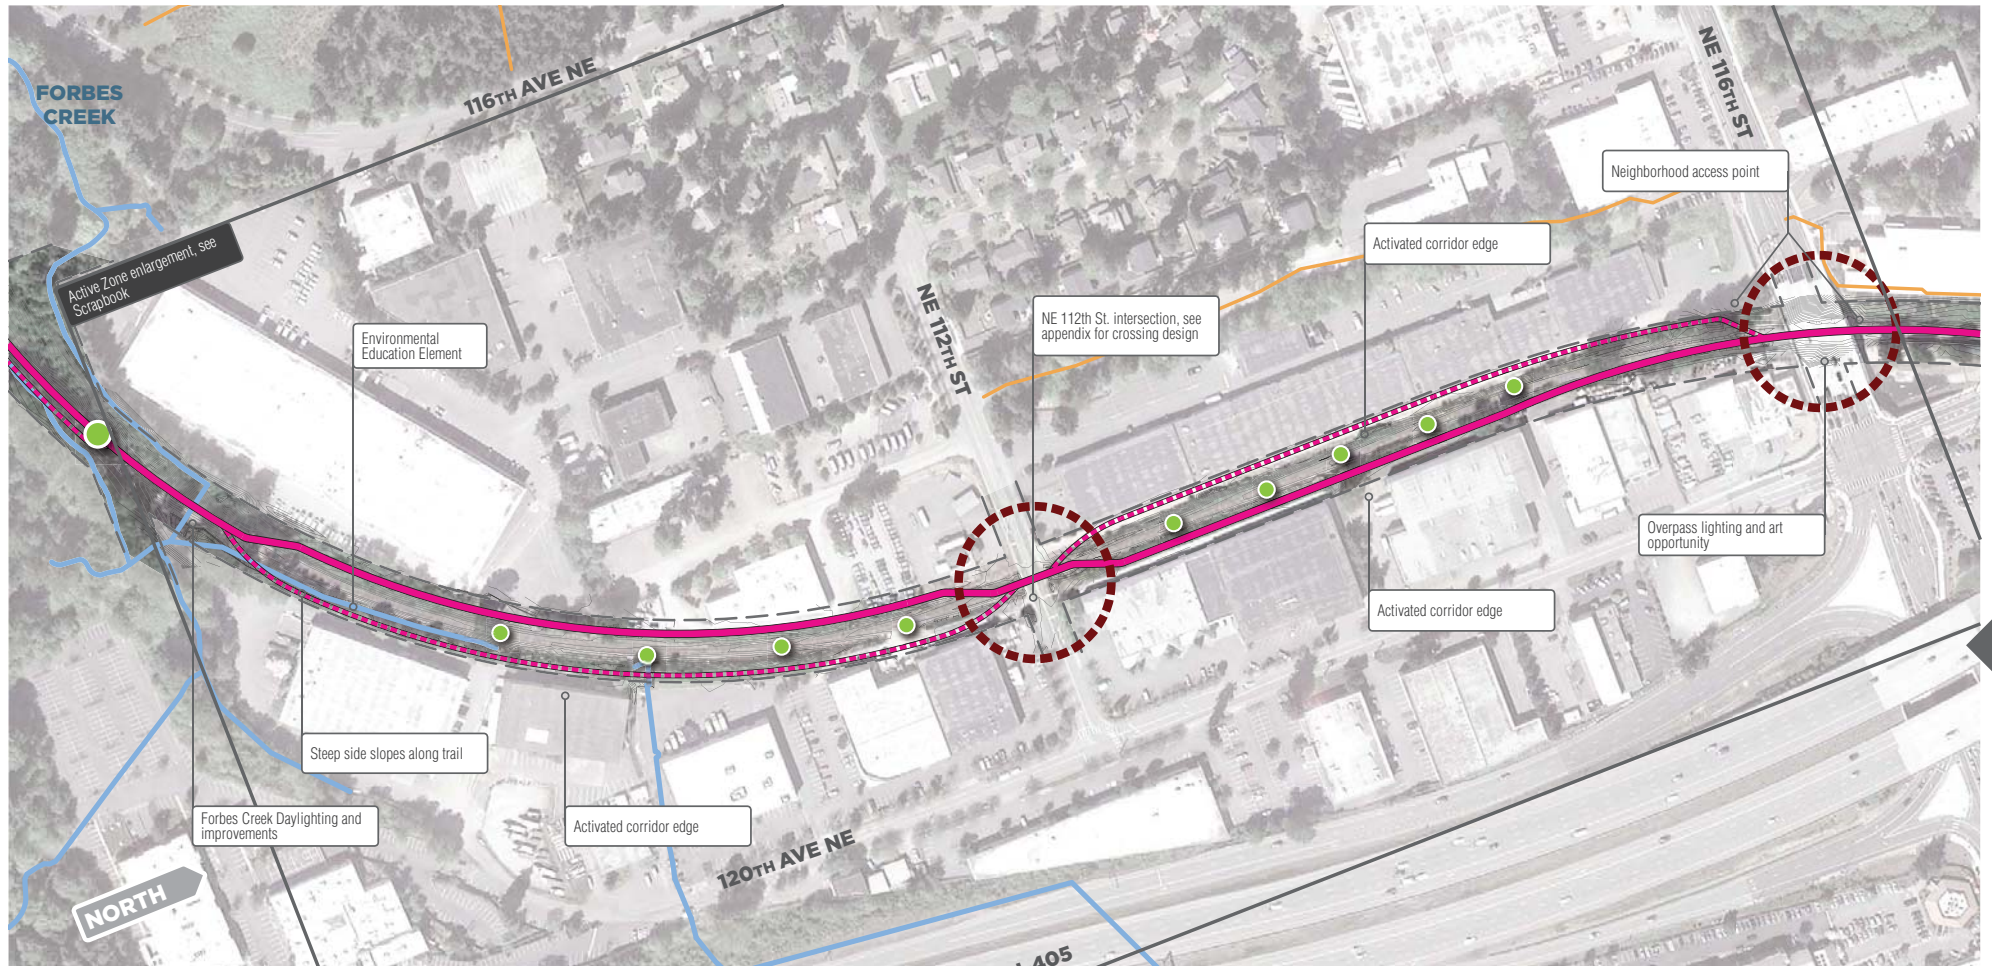 FORBES
CREEK
116TH AVE NE
NE 116TH ST
Neighborhood access point
Active Zone enlargement, see
Scrapbook
Activated corridor edge
Environmental
Education Element
NE 112TH ST
NE 112th St. intersection, see
appendix for crossing design
Overpass lighting and art
opportunity
Activated corridor edge
Steep side slopes along trail
Forbes Creek Daylighting and
improvements
Activated corridor edge
120TH AVE NE
NORTH
405